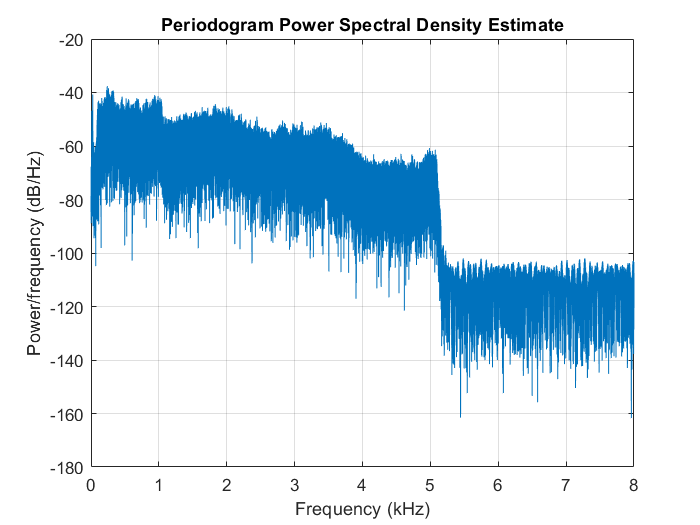 Periodogram Power Spectral Density Estimate
-20
-40
-60
-80
-100
-120
-140
-160
-180
Power/frequency (dB/Hz)
0 1 2 3 4 5 6 7 8
Frequency (kHz)